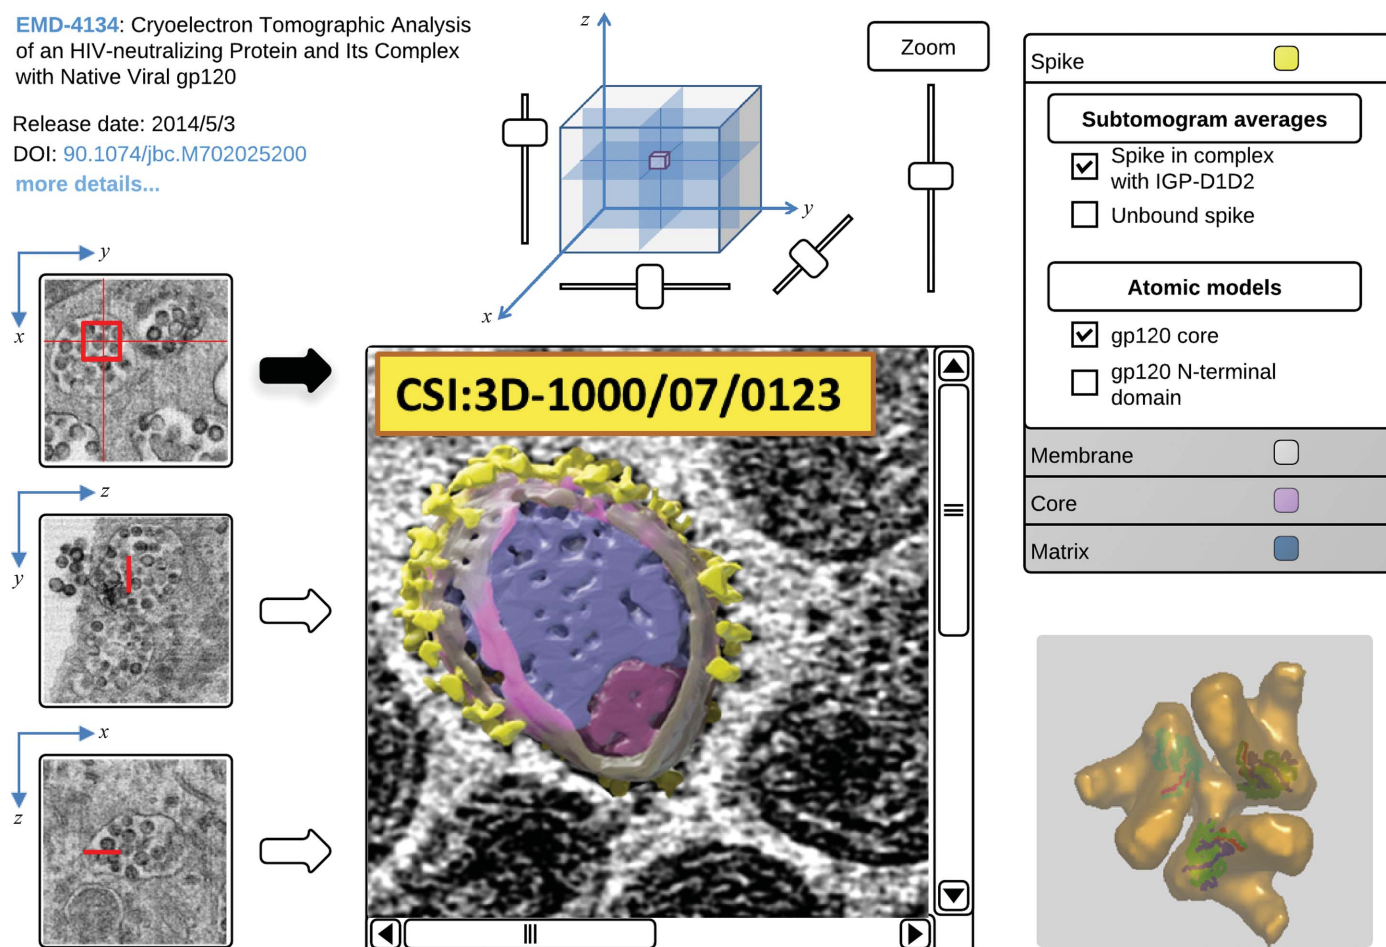 EMD-4134: Cryoelectron Tomographic Analysis
of an HIV-neutralizing Protein and Its Complex
with Native Viral gp120
Release date: 2014/5/3
DOI: 90.1074/jbc.M702025200
more details...
z
y
x
Zoom
y
x
z
y
x
z
CSI:3D-1000/07/0123
Spike
Subtomogram averages
Spike in complex
with IGP-D1D2
Unbound spike
Atomic models
gp120 core
gp120 N-terminal
domain
Membrane
Core
Matrix